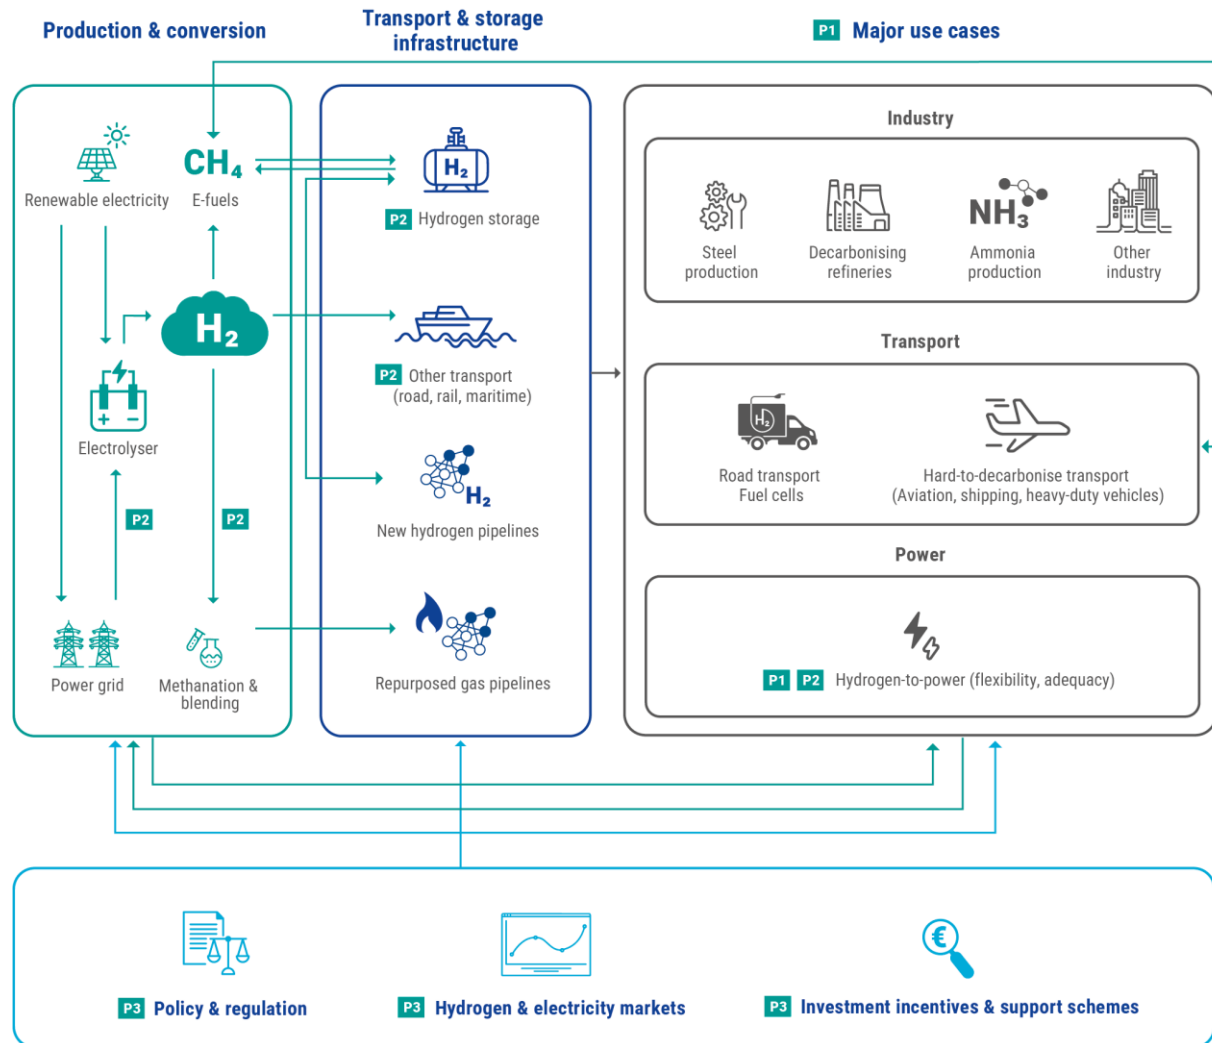 Production & conversion
Transport & storage
infrastructure
P1 Major use cases
Renewable electricity
CH₄
E-fuels
H₂
Electrolyser
+ −
P2
P2
Power grid
Methanation &
blending
H₂
P2 Hydrogen storage
P2 Other transport
(road, rail, maritime)
H₂
New hydrogen pipelines
Repurposed gas pipelines
Industry
Steel
production
Decarbonising
refineries
NH₃
Ammonia
production
Other
industry
Transport
H₂
Road transport
Fuel cells
Hard-to-decarbonise transport
(Aviation, shipping, heavy-duty vehicles)
Power
P1 P2 Hydrogen-to-power (flexibility, adequacy)
P3 Policy & regulation
P3 Hydrogen & electricity markets
€
P3 Investment incentives & support schemes